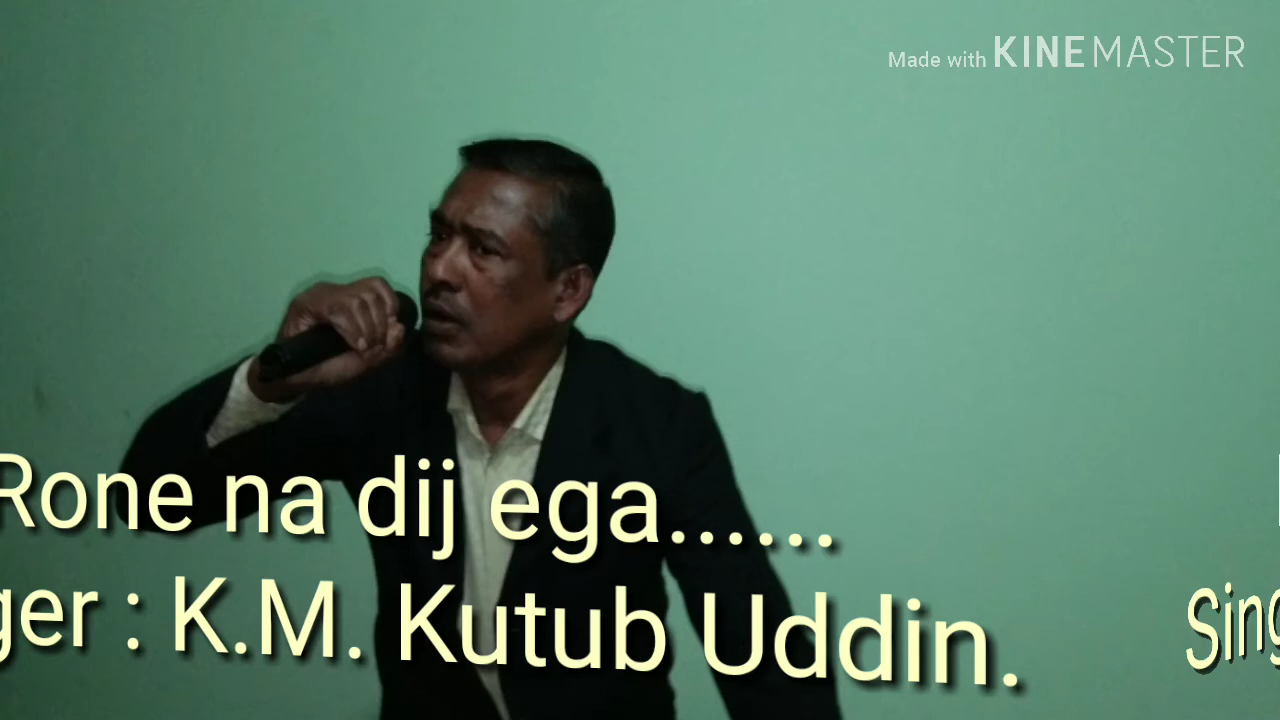 Made with KINEMASTER
Rone na dij ega......
ger : K.M. Kutub Uddin.
Sing